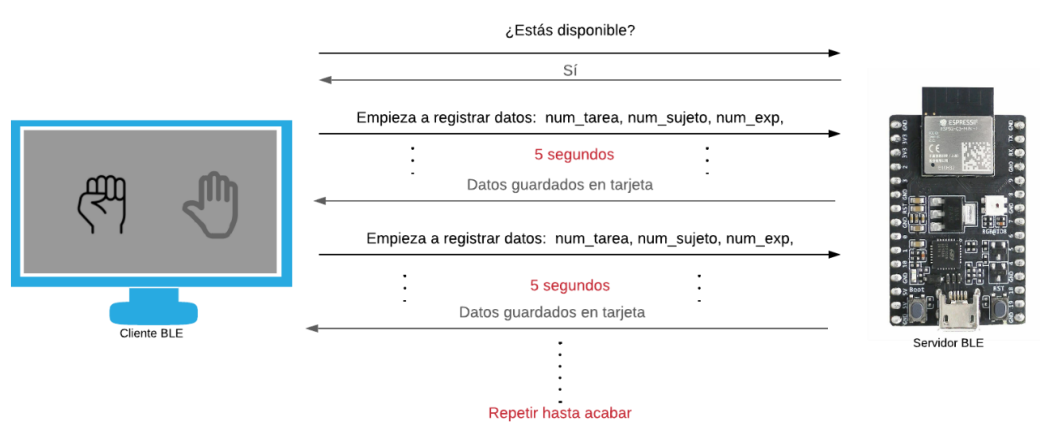 ¿Estás disponible?
Sí
Empieza a registrar datos: num_tarea, num_sujeto, num_exp,
5 segundos
Datos guardados en tarjeta
Empieza a registrar datos: num_tarea, num_sujeto, num_exp,
5 segundos
Datos guardados en tarjeta
Repetir hasta acabar
Cliente BLE
Servidor BLE
ESPRESSIF
Boot
RST